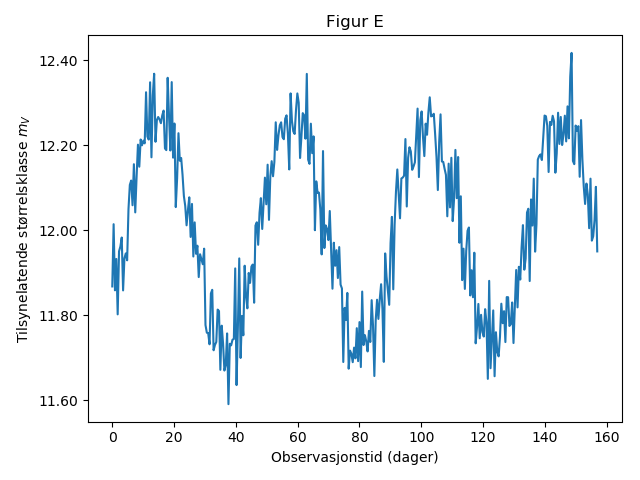 Figur E
Tilsynelatende størrelsklasse m_V
12.40
12.20
12.00
11.80
11.60
0 20 40 60 80 100 120 140 160
Observasjonstid (dager)